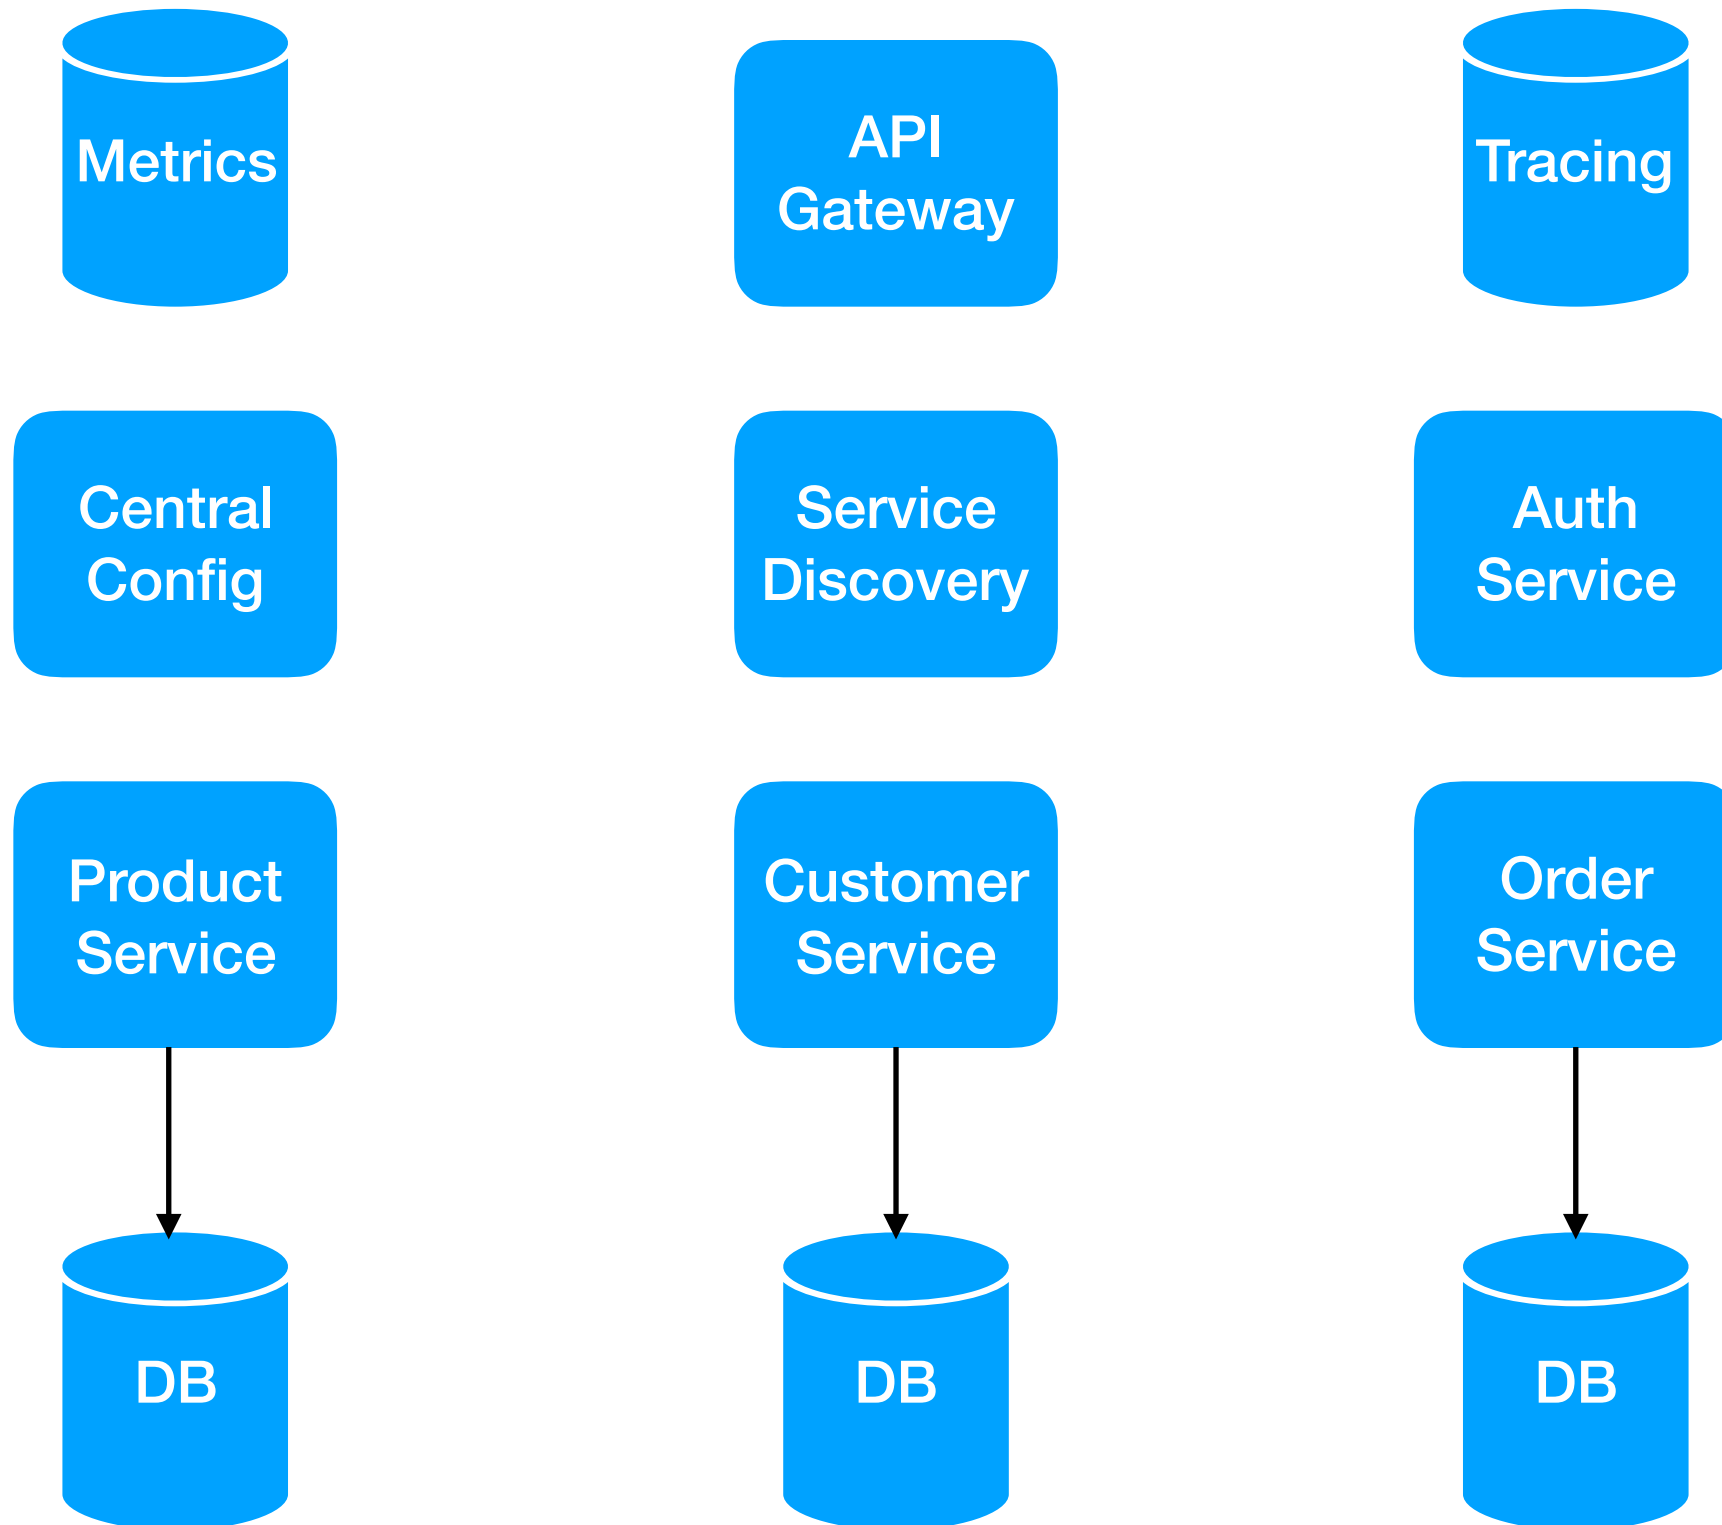 Metrics
API
Gateway
Tracing
Central
Config
Service
Discovery
Auth
Service
Product
Service
Customer
Service
Order
Service
DB
DB
DB